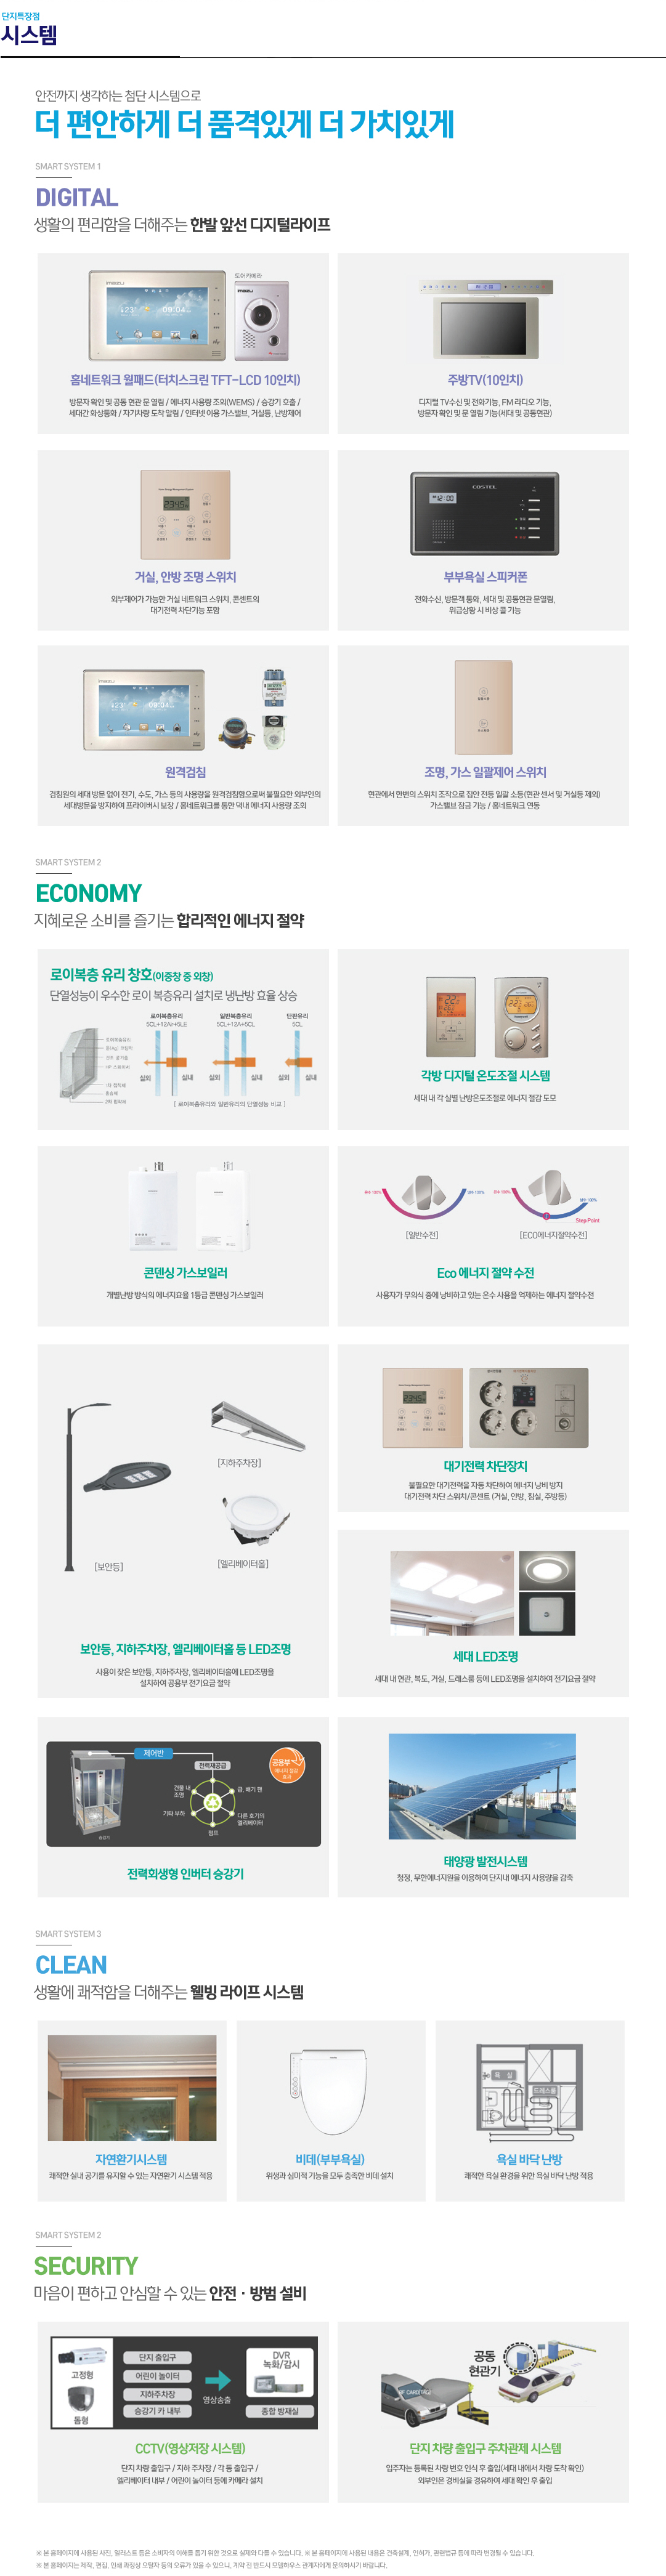 단지특장점
시스템
안전까지 생각하는 첨단 시스템으로
더 편안하게 더 품격있게 더 가치있게
SMART SYSTEM 1
DIGITAL
생활의 편리함을 더해주는 한발 앞선 디지털라이프
도어카메라
홈네트워크 월패드(터치스크린 TFT-LCD 10인치)
방문자 확인 및 공동 현관 문 열림 / 에너지 사용량 조회(WEMS) / 승강기 호출 /
세대간 화상통화 / 자기차량 도착 알림 / 인터넷 이용 가스밸브, 거실등, 난방제어
주방TV(10인치)
디지털 TV수신 및 전화기능, FM 라디오 기능,
방문자 확인 및 문 열림 기능(세대 및 공동현관)
거실, 안방 조명 스위치
외부제어가 가능한 거실 네트워크 스위치, 콘센트의
대기전력 차단기능 포함
COSTEL
12:00
부부욕실 스피커폰
전화수신, 방문객 통화, 세대 및 공동현관 문열림,
위급상황 시 비상 콜 기능
원격검침
검침원의 세대 방문 없이 전기, 수도, 가스 등의 사용량을 원격검침함으로써 불필요한 외부인의
세대방문을 방지하여 프라이버시 보장 / 홈네트워크를 통한 댁내 에너지 사용량 조회
조명, 가스 일괄제어 스위치
현관에서 한번의 스위치 조작으로 집안 전등 일괄 소등(현관 센서 및 거실등 제외)
가스밸브 잠금 기능 / 홈네트워크 연동
SMART SYSTEM 2
ECONOMY
지혜로운 소비를 즐기는 합리적인 에너지 절약
로이복층 유리 창호(이중창 중 외창)
단열성능이 우수한 로이 복층유리 설치로 냉난방 효율 상승
로이복층유리 일반복층유리 단판유리
5CL+12Ar+5LE 5CL+12A+5CL 5CL
실외 실내 실외 실내 실외 실내
[ 로이복층유리와 일반유리의 단열성능 비교 ]
각방 디지털 온도조절 시스템
세대 내 각 실별 난방온도조절로 에너지 절감 도모
콘덴싱 가스보일러
개별난방 방식의 에너지효율 1등급 콘덴싱 가스보일러
Stop Point
[일반수전] [ECO에너지절약수전]
Eco 에너지 절약 수전
사용자가 무의식 중에 낭비하고 있는 온수 사용을 억제하는 에너지 절약수전
[지하주차장]
[보안등]
[엘리베이터홀]
보안등, 지하주차장, 엘리베이터홀 등 LED조명
사용이 잦은 보안등, 지하주차장, 엘리베이터홀에 LED조명을
설치하여 공용부 전기요금 절약
대기전력 차단장치
불필요한 대기전력을 자동 차단하여 에너지 낭비 방지
대기전력 차단 스위치/콘센트 (거실, 안방, 침실, 주방등)
세대 LED조명
세대 내 현관, 복도, 거실, 드레스룸 등에 LED조명을 설치하여 전기요금 절약
제어반
전력재공급
공용부
에너지 절감
효과
건물 내
조명
급, 배기 팬
기타 부하
다른 호기의
엘리베이터
펌프
승강기
전력회생형 인버터 승강기
태양광 발전시스템
청정, 무한에너지원을 이용하여 단지내 에너지 사용량을 감축
SMART SYSTEM 3
CLEAN
생활에 쾌적함을 더해주는 웰빙 라이프 시스템
자연환기시스템
쾌적한 실내 공기를 유지할 수 있는 자연환기 시스템 적용
비데(부부욕실)
위생과 심미적 기능을 모두 충족한 비데 설치
욕 실
드레스룸
욕실 바닥 난방
쾌적한 욕실 환경을 위한 욕실 바닥 난방 적용
SMART SYSTEM 2
SECURITY
마음이 편하고 안심할 수 있는 안전 · 방범 설비
고정형
돔형
단지 출입구
어린이 놀이터
지하주차장
승강기 카 내부
영상송출
DVR
녹화/감시
종합 방재실
CCTV(영상저장 시스템)
단지 차량 출입구 / 지하 주차장 / 각 동 출입구 /
엘리베이터 내부 / 어린이 놀이터 등에 카메라 설치
공동
현관기
단지 차량 출입구 주차관제 시스템
입주자는 등록된 차량 번호 인식 후 출입(세대 내에서 차량 도착 확인)
외부인은 경비실을 경유하여 세대 확인 후 출입
※ 본 홈페이지에 사용된 사진, 일러스트 등은 소비자의 이해를 돕기 위한 것으로 실제와 다를 수 있습니다. ※ 본 홈페이지에 사용된 내용은 건축설계, 인허가, 관련법규 등에 따라 변경될 수 있습니다.
※ 본 홈페이지는 제작, 편집, 인쇄 과정상 오탈자 등의 오류가 있을 수 있으니, 계약 전 반드시 모델하우스 관계자에게 문의하시기 바랍니다.